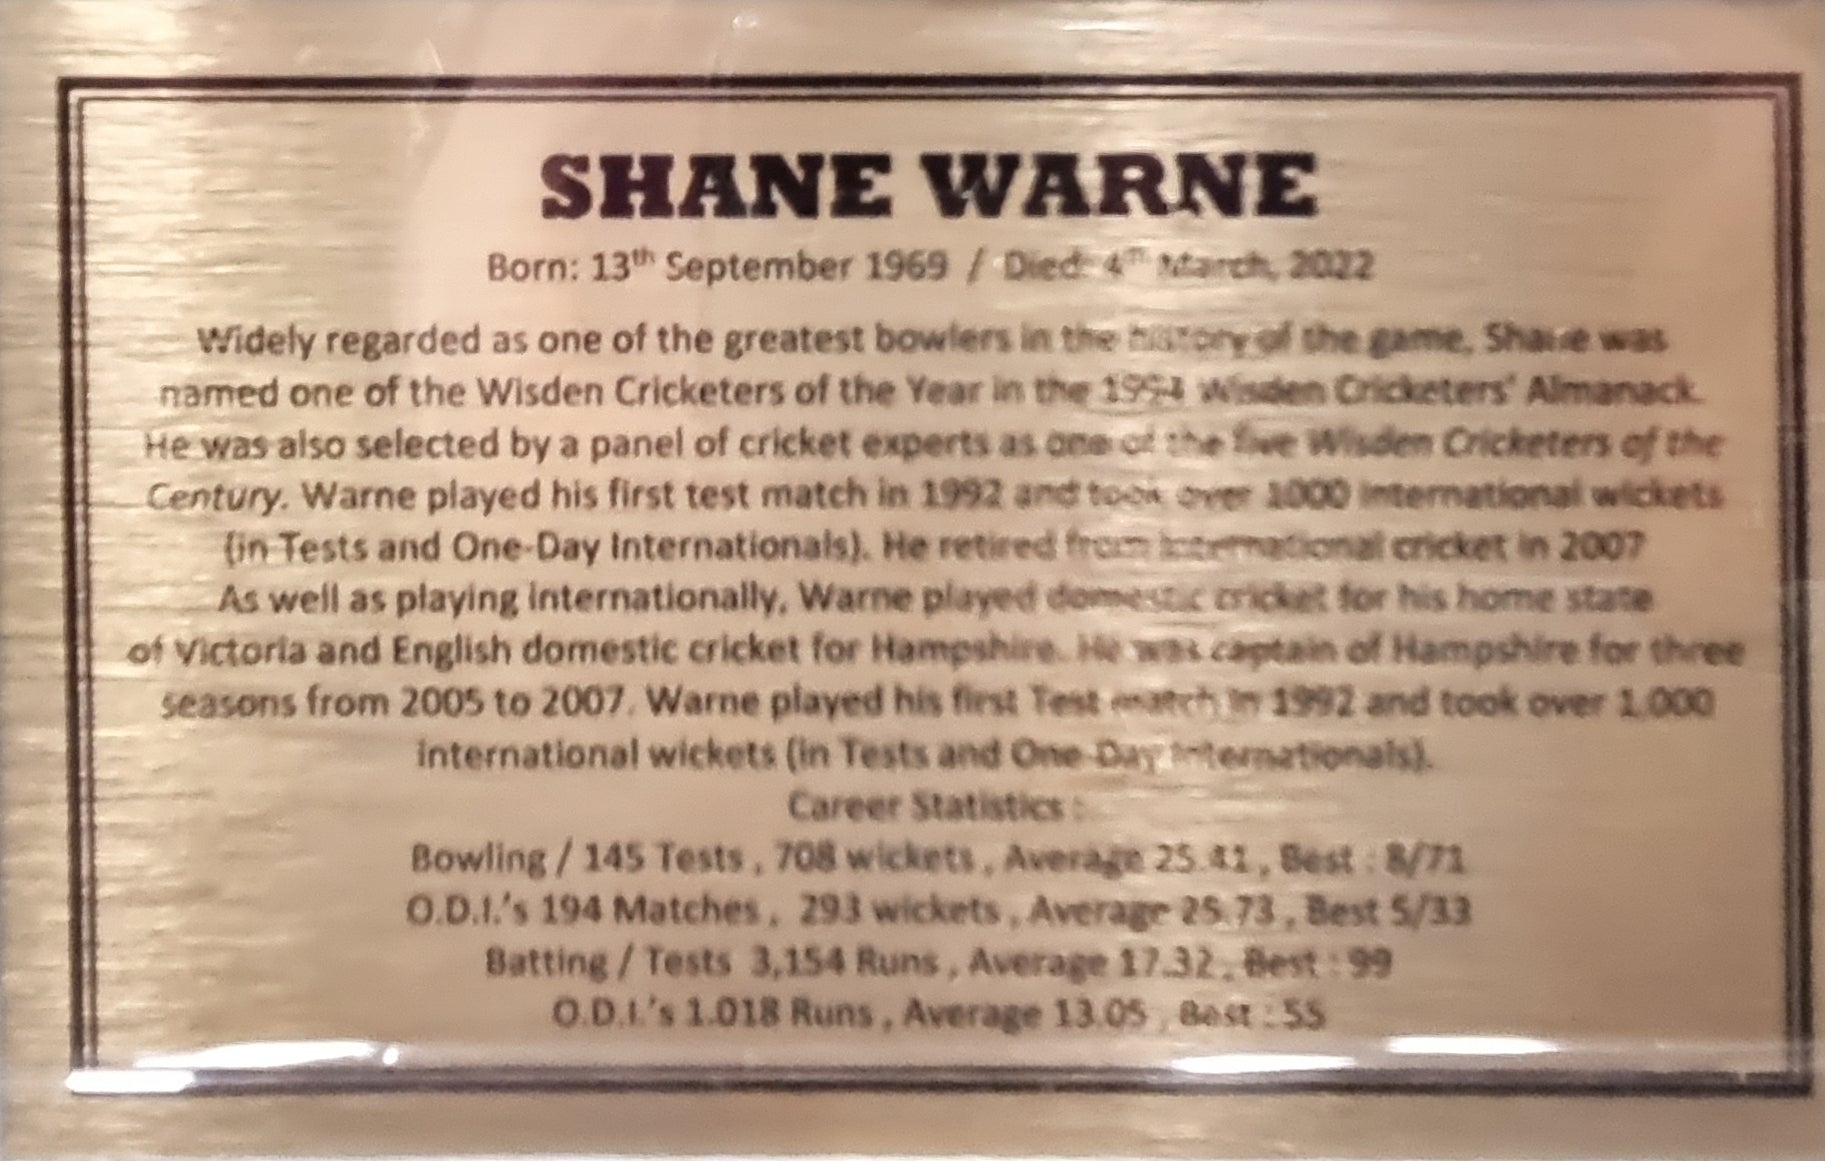 SHANE WARNE
Born: 13th September 1969 / Died: 4th March, 2022
Widely regarded as one of the greatest bowlers in the history of the game, Shane was
named one of the Wisden Cricketers of the Year in the 1994 Wisden Cricketers' Almanack.
He was also selected by a panel of cricket experts as one of the five Wisden Cricketers of the
Century. Warne played his first test match in 1992 and took over 1000 international wickets
(in Tests and One-Day Internationals). He retired from international cricket in 2007
As well as playing internationally, Warne played domestic cricket for his home state
of Victoria and English domestic cricket for Hampshire. He was captain of Hampshire for three
seasons from 2005 to 2007. Warne played his first Test match in 1992 and took over 1,000
international wickets (in Tests and One-Day Internationals).
Career Statistics :
Bowling / 145 Tests , 708 wickets , Average 25.41 , Best : 8/71
O.D.I.'s 194 Matches , 293 wickets , Average 25.73 , Best 5/33
Batting / Tests 3,154 Runs , Average 17.32 , Best : 99
O.D.I.'s 1.018 Runs , Average 13.05 , Best : 55